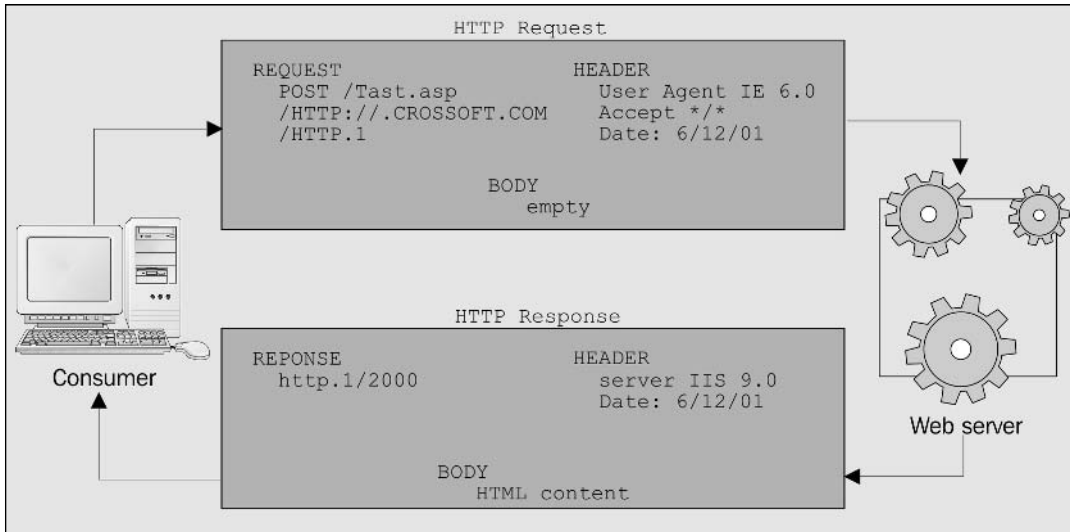 HTTP Request
REQUEST
POST /Tast.asp
/HTTP://.CROSSOFT.COM
/HTTP.1
HEADER
User Agent IE 6.0
Accept */*
Date: 6/12/01
BODY
empty
Consumer
Web server
HTTP Response
REPONSE
http.1/2000
HEADER
server IIS 9.0
Date: 6/12/01
BODY
HTML content